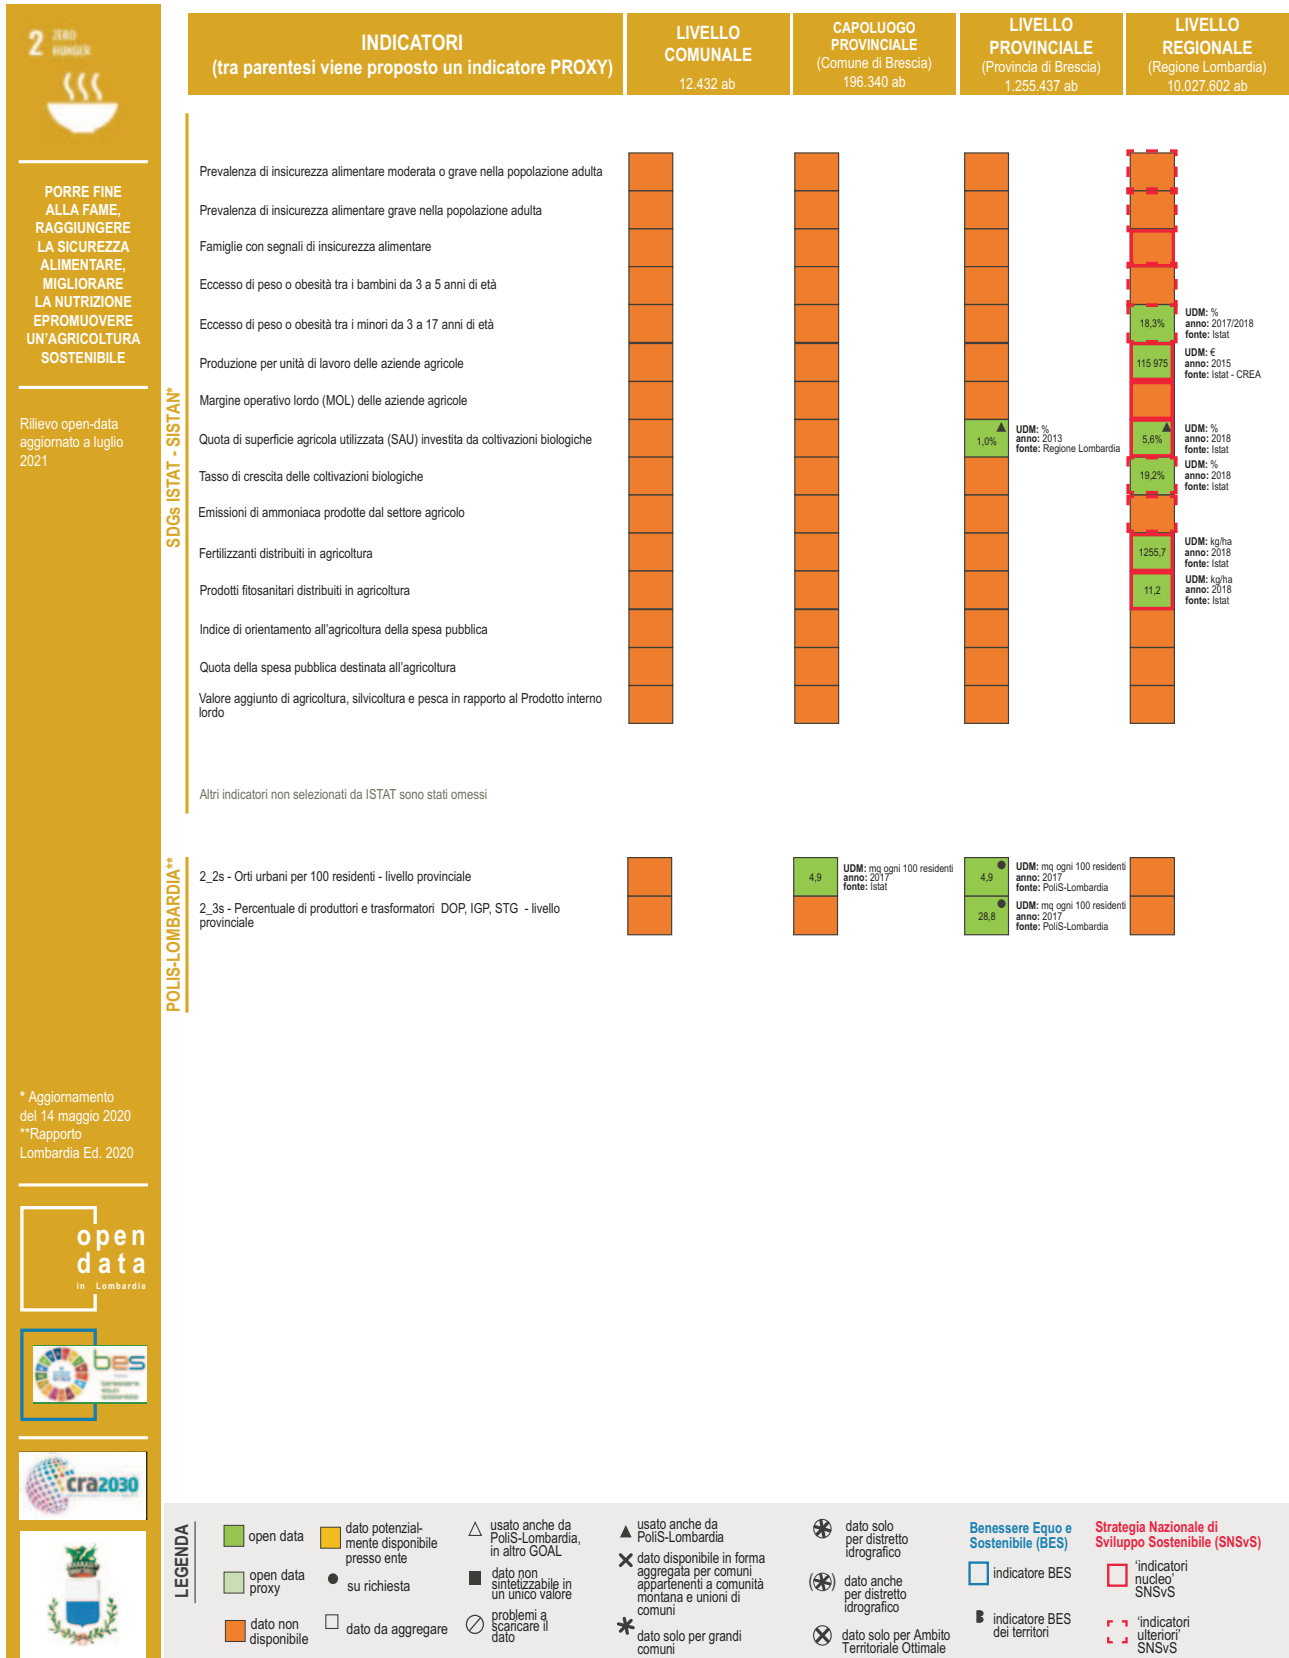 2 ZERO
HUNGER
PORRE FINE
ALLA FAME,
RAGGIUNGERE
LA SICUREZZA
ALIMENTARE,
MIGLIORARE
LA NUTRIZIONE
EPROMUOVERE
UN'AGRICOLTURA
SOSTENIBILE
Rilievo open-data
aggiornato a luglio
2021
* Aggiornamento
del 14 maggio 2020
**Rapporto
Lombardia Ed. 2020
open
data
in Lombardia
bes
benessere
equo
sostenibile
cra2030
INDICATORI
(tra parentesi viene proposto un indicatore PROXY)
LIVELLO
COMUNALE
12.432 ab
CAPOLUOGO
PROVINCIALE
(Comune di Brescia)
196.340 ab
LIVELLO
PROVINCIALE
(Provincia di Brescia)
1.255.437 ab
LIVELLO
REGIONALE
(Regione Lombardia)
10.027.602 ab
SDGs ISTAT - SISTAN*
Prevalenza di insicurezza alimentare moderata o grave nella popolazione adulta
Prevalenza di insicurezza alimentare grave nella popolazione adulta
Famiglie con segnali di insicurezza alimentare
Eccesso di peso o obesità tra i bambini da 3 a 5 anni di età
Eccesso di peso o obesità tra i minori da 3 a 17 anni di età
18,3%
UDM: %
anno: 2017/2018
fonte: Istat
Produzione per unità di lavoro delle aziende agricole
115 975
UDM: €
anno: 2015
fonte: Istat - CREA
Margine operativo lordo (MOL) delle aziende agricole
Quota di superficie agricola utilizzata (SAU) investita da coltivazioni biologiche
1,0%
UDM: %
anno: 2013
fonte: Regione Lombardia
5,6%
UDM: %
anno: 2018
fonte: Istat
Tasso di crescita delle coltivazioni biologiche
19,2%
UDM: %
anno: 2018
fonte: Istat
Emissioni di ammoniaca prodotte dal settore agricolo
Fertilizzanti distribuiti in agricoltura
1255,7
UDM: kg/ha
anno: 2018
fonte: Istat
Prodotti fitosanitari distribuiti in agricoltura
11,2
UDM: kg/ha
anno: 2018
fonte: Istat
Indice di orientamento all'agricoltura della spesa pubblica
Quota della spesa pubblica destinata all'agricoltura
Valore aggiunto di agricoltura, silvicoltura e pesca in rapporto al Prodotto interno
lordo
Altri indicatori non selezionati da ISTAT sono stati omessi
POLIS-LOMBARDIA**
2_2s - Orti urbani per 100 residenti - livello provinciale
4,9
UDM: mq ogni 100 residenti
anno: 2017
fonte: Istat
4,9
UDM: mq ogni 100 residenti
anno: 2017
fonte: PoliS-Lombardia
2_3s - Percentuale di produttori e trasformatori DOP, IGP, STG - livello
provinciale
28,8
UDM: mq ogni 100 residenti
anno: 2017
fonte: PoliS-Lombardia
LEGENDA
open data
open data
proxy
dato non
disponibile
dato potenzial-
mente disponibile
presso ente
su richiesta
dato da aggregare
usato anche da
PoliS-Lombardia,
in altro GOAL
dato non
sintetizzabile in
un unico valore
problemi a
scaricare il
dato
usato anche da
PoliS-Lombardia
dato disponibile in forma
aggregata per comuni
appartenenti a comunità
montana e unioni di
comuni
dato solo per grandi
comuni
dato solo
per distretto
idrografico
dato anche
per distretto
idrografico
dato solo per Ambito
Territoriale Ottimale
Benessere Equo e
Sostenibile (BES)
indicatore BES
indicatore BES
dei territori
Strategia Nazionale di
Sviluppo Sostenibile (SNSvS)
'indicatori
nucleo'
SNSvS
'indicatori
ulteriori'
SNSvS